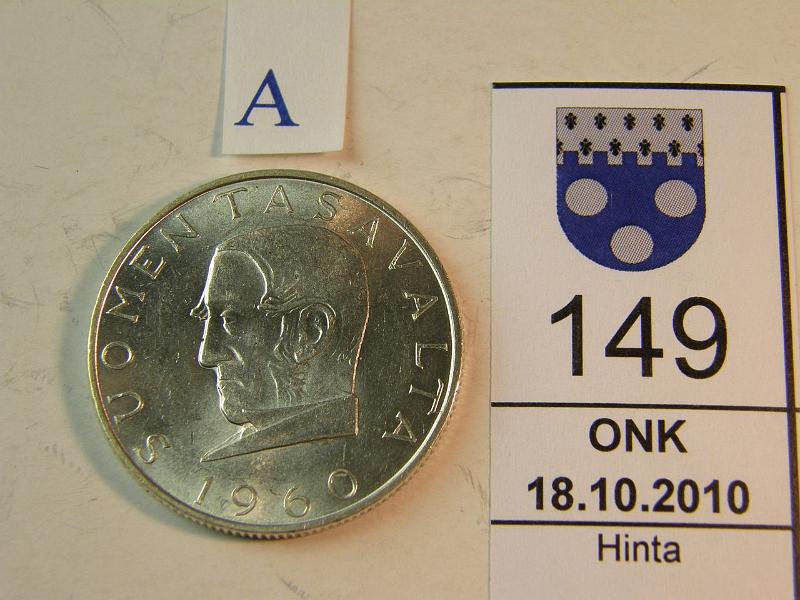 A
SUOMEN TASAVALTA
1960
149
ONK
18.10.2010
Hinta